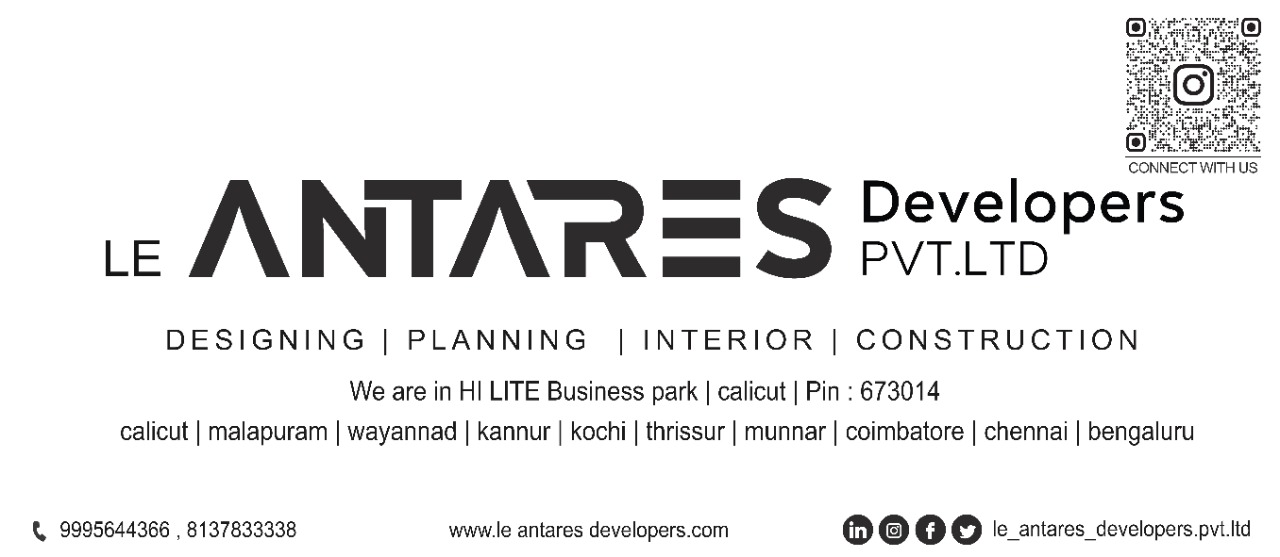 CONNECT WITH US
LE ANTARES Developers
PVT.LTD
DESIGNING | PLANNING | INTERIOR | CONSTRUCTION
We are in HI LITE Business park | calicut | Pin : 673014
calicut | malapuram | wayannad | kannur | kochi | thrissur | munnar | coimbatore | chennai | bengaluru
9995644366 , 8137833338 www.le antares developers.com in f le_antares_developers.pvt.ltd